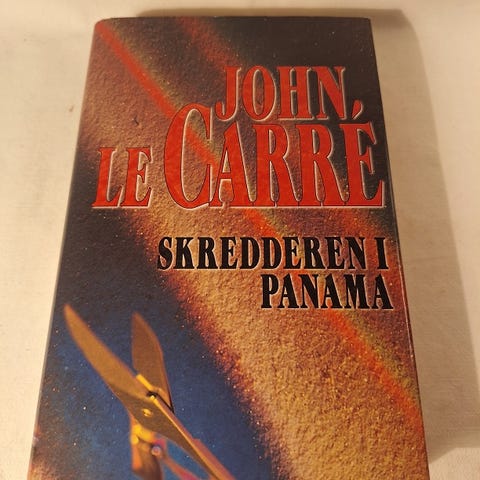 JOHN
LE CARRÉ
SKREDDEREN I
PANAMA